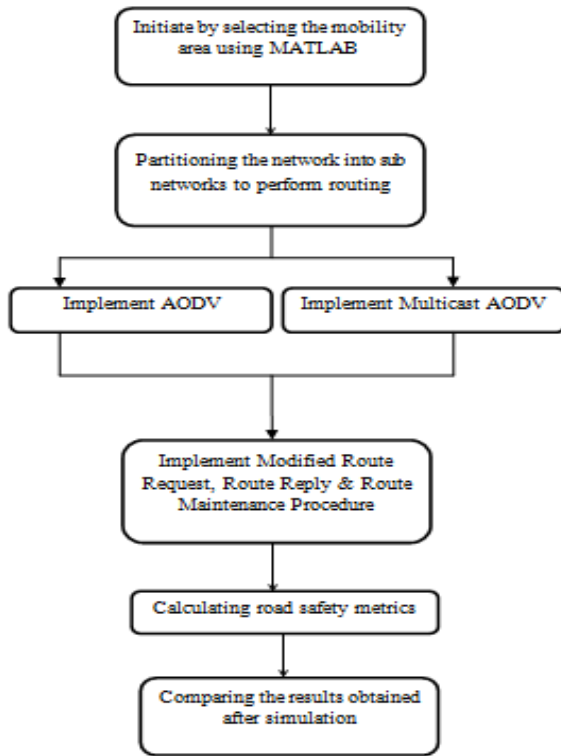 Initiate by selecting the mobility
area using MATLAB
Partitioning the network into sub
networks to perform routing
Implement AODV
Implement Multicast AODV
Implement Modified Route
Request, Route Reply & Route
Maintenance Procedure
Calculating road safety metrics
Comparing the results obtained
after simulation